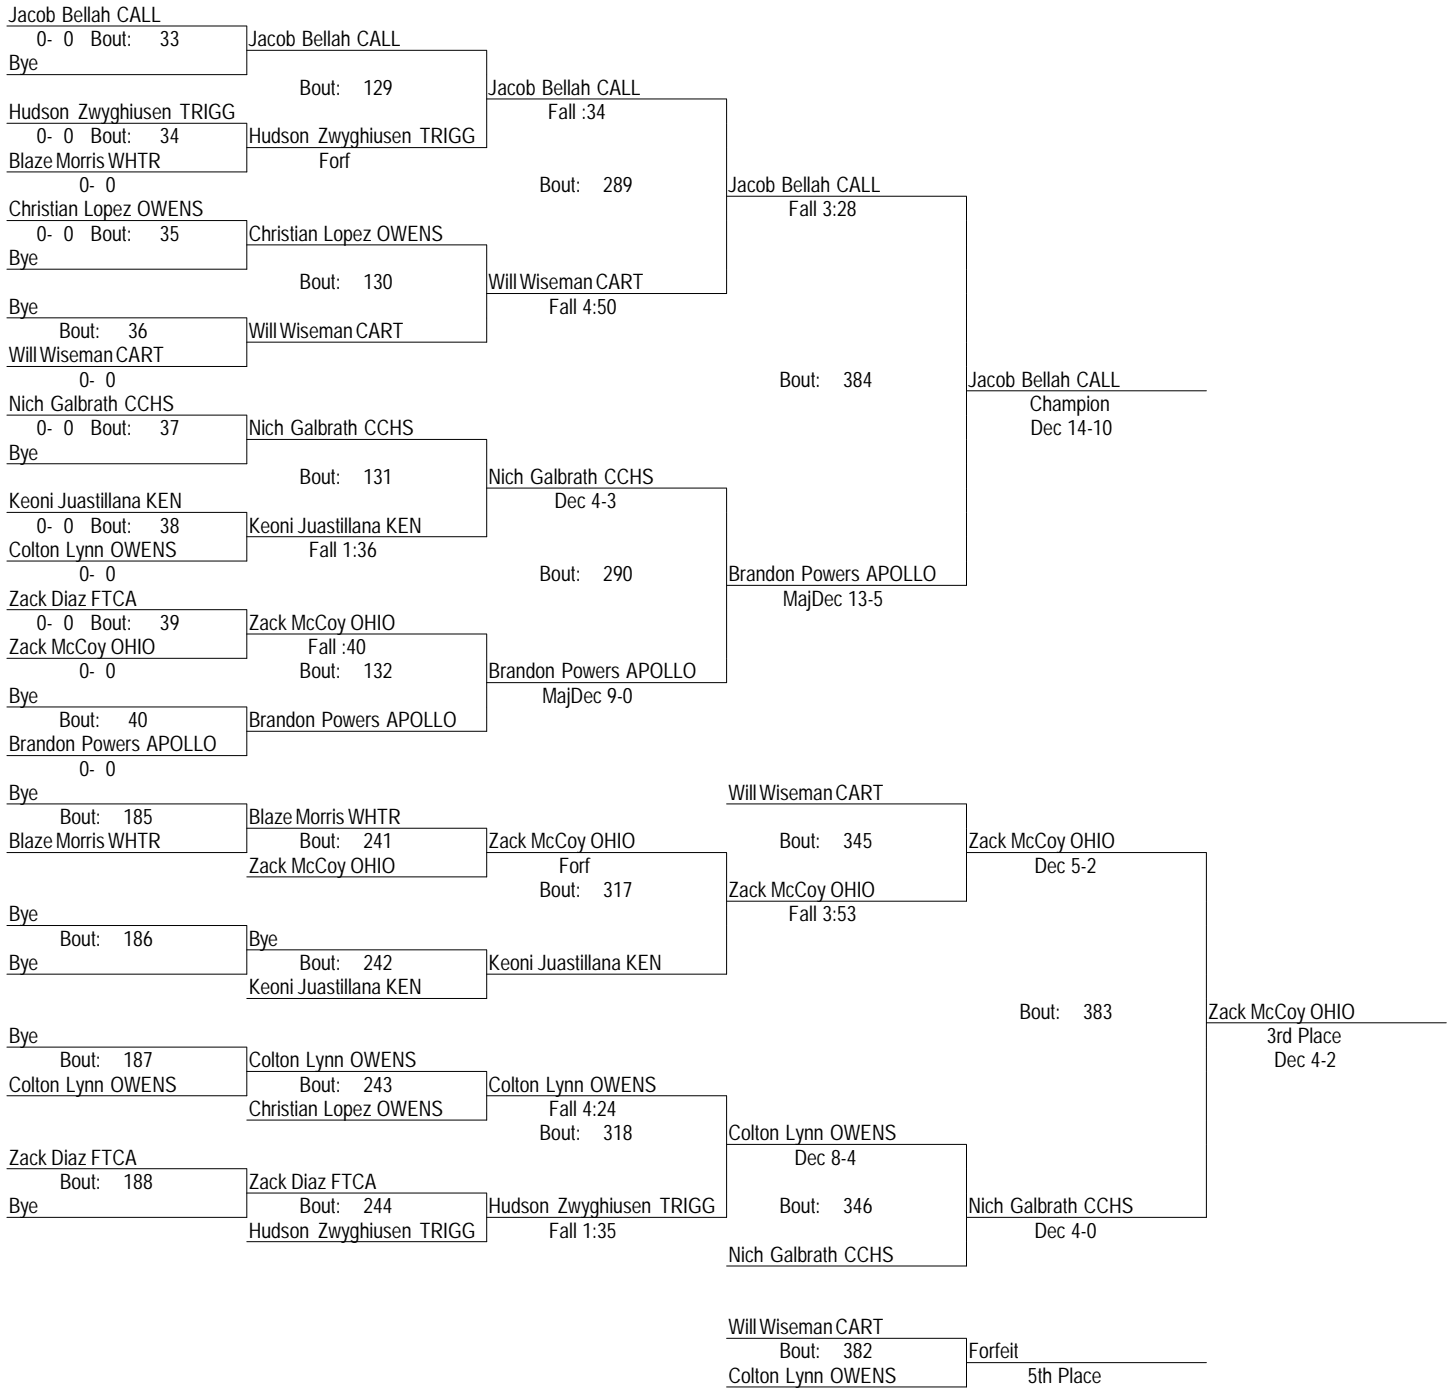 Jacob Bellah CALL
0- 0 Bout: 33
Jacob Bellah CALL
Bye
Bout: 129
Jacob Bellah CALL
Hudson Zwyghiusen TRIGG
Fall :34
0- 0 Bout: 34
Hudson Zwyghiusen TRIGG
Blaze Morris WHTR
Forf
0- 0
Bout: 289
Jacob Bellah CALL
Christian Lopez OWENS
Fall 3:28
0- 0 Bout: 35
Christian Lopez OWENS
Bye
Bout: 130
Will Wiseman CART
Bye
Fall 4:50
Bout: 36
Will Wiseman CART
Will Wiseman CART
0- 0
Bout: 384
Jacob Bellah CALL
Nich Galbrath CCHS
Champion
0- 0 Bout: 37
Nich Galbrath CCHS
Dec 14-10
Bye
Bout: 131
Nich Galbrath CCHS
Keoni Juastillana KEN
Dec 4-3
0- 0 Bout: 38
Keoni Juastillana KEN
Colton Lynn OWENS
Fall 1:36
0- 0
Bout: 290
Brandon Powers APOLLO
Zack Diaz FTCA
MajDec 13-5
0- 0 Bout: 39
Zack McCoy OHIO
Zack McCoy OHIO
Fall :40
0- 0
Bout: 132
Brandon Powers APOLLO
Bye
MajDec 9-0
Bout: 40
Brandon Powers APOLLO
Brandon Powers APOLLO
0- 0
Bye
Will Wiseman CART
Bout: 185
Blaze Morris WHTR
Blaze Morris WHTR
Bout: 241
Zack McCoy OHIO
Bout: 345
Zack McCoy OHIO
Zack McCoy OHIO
Forf
Dec 5-2
Bout: 317
Zack McCoy OHIO
Bye
Fall 3:53
Bout: 186
Bye
Bye
Bout: 242
Keoni Juastillana KEN
Keoni Juastillana KEN
Bout: 383
Zack McCoy OHIO
Bye
3rd Place
Bout: 187
Colton Lynn OWENS
Dec 4-2
Colton Lynn OWENS
Bout: 243
Colton Lynn OWENS
Christian Lopez OWENS
Fall 4:24
Bout: 318
Colton Lynn OWENS
Zack Diaz FTCA
Dec 8-4
Bout: 188
Zack Diaz FTCA
Bye
Bout: 244
Hudson Zwyghiusen TRIGG
Bout: 346
Nich Galbrath CCHS
Hudson Zwyghiusen TRIGG
Fall 1:35
Dec 4-0
Nich Galbrath CCHS
Will Wiseman CART
Bout: 382
Forfeit
Colton Lynn OWENS
5th Place